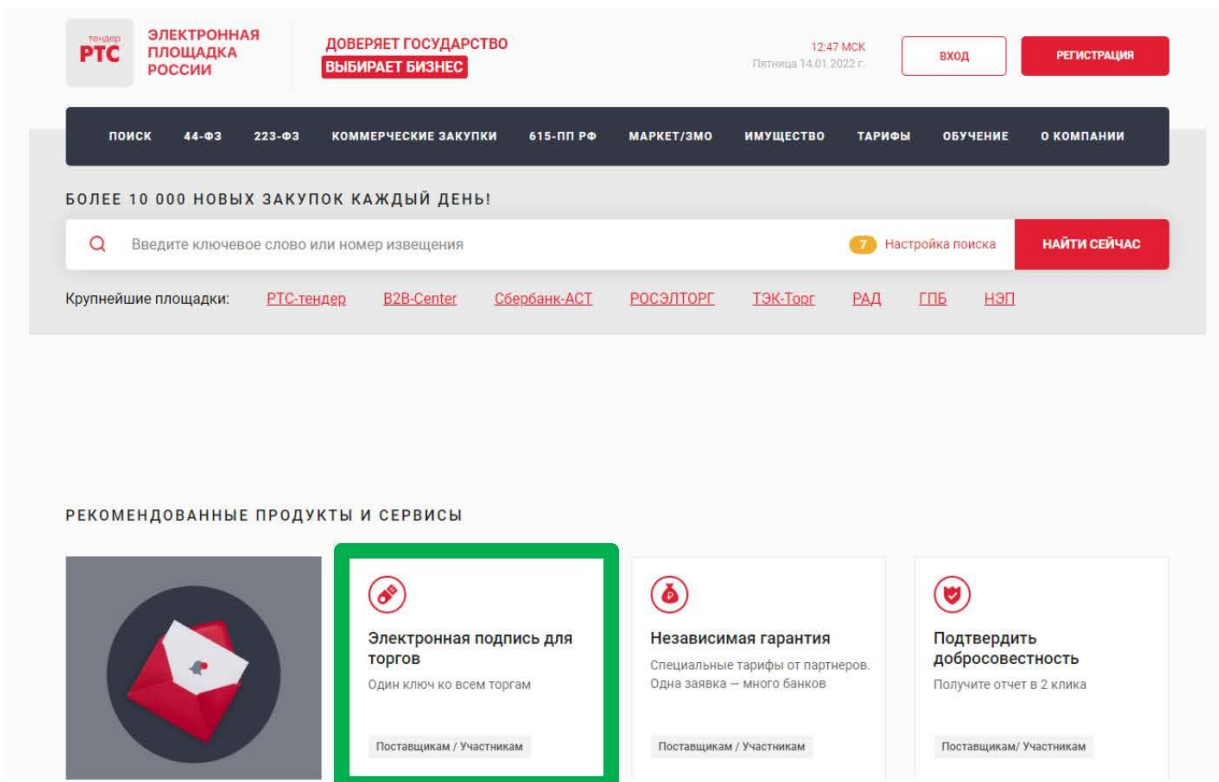 тендер
РТС
ЭЛЕКТРОННАЯ
ПЛОЩАДКА
РОССИИ
ДОВЕРЯЕТ ГОСУДАРСТВО
ВЫБИРАЕТ БИЗНЕС
12:47 МСК
Пятница 14.01.2022 г.
ВХОД
РЕГИСТРАЦИЯ
ПОИСК 44-ФЗ 223-ФЗ КОММЕРЧЕСКИЕ ЗАКУПКИ 615-ПП РФ МАРКЕТ/ЗМО ИМУЩЕСТВО ТАРИФЫ ОБУЧЕНИЕ О КОМПАНИИ
БОЛЕЕ 10 000 НОВЫХ ЗАКУПОК КАЖДЫЙ ДЕНЬ!
Введите ключевое слово или номер извещения 7 Настройка поиска НАЙТИ СЕЙЧАС
Крупнейшие площадки: РТС-тендер B2B-Center Сбербанк-АСТ РОСЭЛТОРГ ТЭК-Торг РАД ГПБ НЭП
РЕКОМЕНДОВАННЫЕ ПРОДУКТЫ И СЕРВИСЫ
Электронная подпись для
торгов
Один ключ ко всем торгам
Поставщикам / Участникам
Независимая гарантия
Специальные тарифы от партнеров.
Одна заявка — много банков
Поставщикам / Участникам
Подтвердить
добросовестность
Получите отчет в 2 клика
Поставщикам/ Участникам